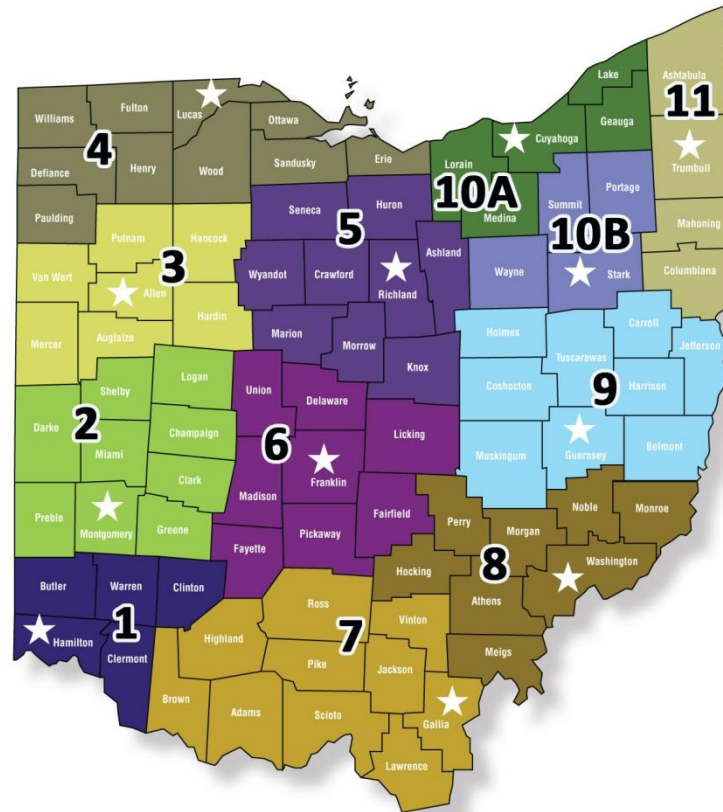 Lake
Ashtabula
11
Geauga
Fulton
Lucas
Williams
Ottawa
Cuyahoga
4
Trumbull
Defiance
Henry
Wood
Sandusky
Erie
Lorain
10A
Medina
Summit
Portage
Paulding
Seneca
Huron
5
Mahoning
Putnam
Hancock
10B
Ashland
3
Van Wert
Allen
Wyandot
Crawford
Richland
Wayne
Stark
Columbiana
Hardin
Mercer
Auglaize
Marion
Morrow
Holmes
Carroll
Tuscarawas
Jefferson
Logan
Union
Knox
Shelby
Delaware
Coshocton
Harrison
9
Darke
2
Champaign
6
Licking
Miami
Muskingum
Guernsey
Belmont
Clark
Madison
Franklin
Preble
Montgomery
Greene
Pickaway
Fairfield
Perry
Noble
Monroe
Morgan
Fayette
Washington
Butler
Warren
Clinton
Hocking
8
Ross
Athens
1
Hamilton
Clermont
Highland
7
Vinton
Pike
Jackson
Meigs
Brown
Adams
Scioto
Gallia
Lawrence